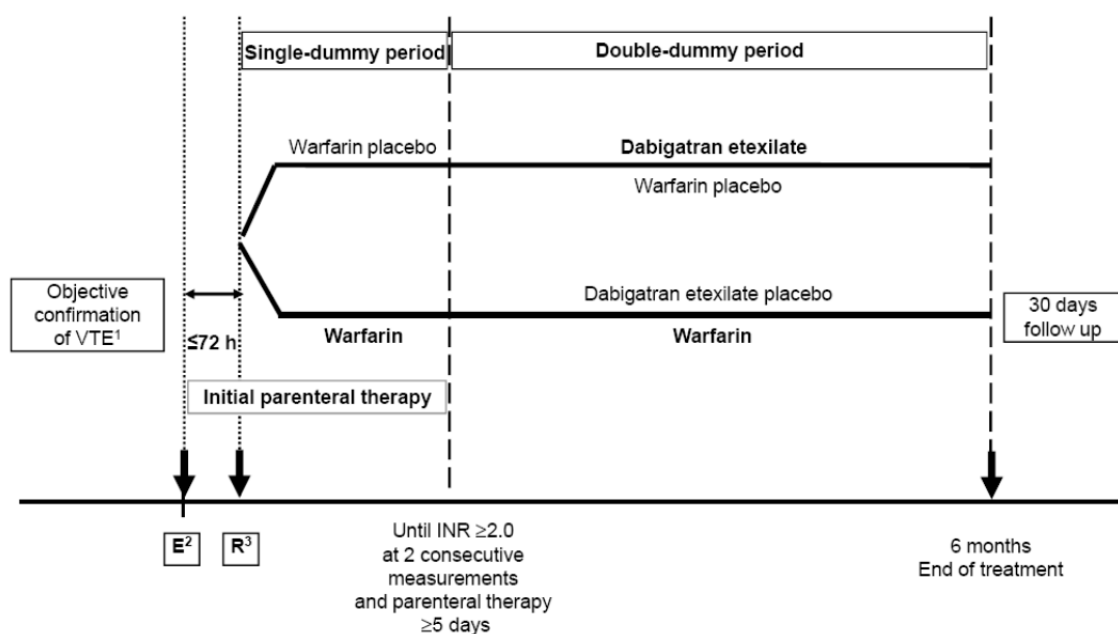 Single-dummy period
Double-dummy period
Warfarin placebo
Dabigatran etexilate
Warfarin placebo
Objective
confirmation
of VTE¹
≤72 h
Dabigatran etexilate placebo
Warfarin
Warfarin
30 days
follow up
Initial parenteral therapy
E²
R³
Until INR ≥2.0
at 2 consecutive
measurements
and parenteral therapy
≥5 days
6 months
End of treatment